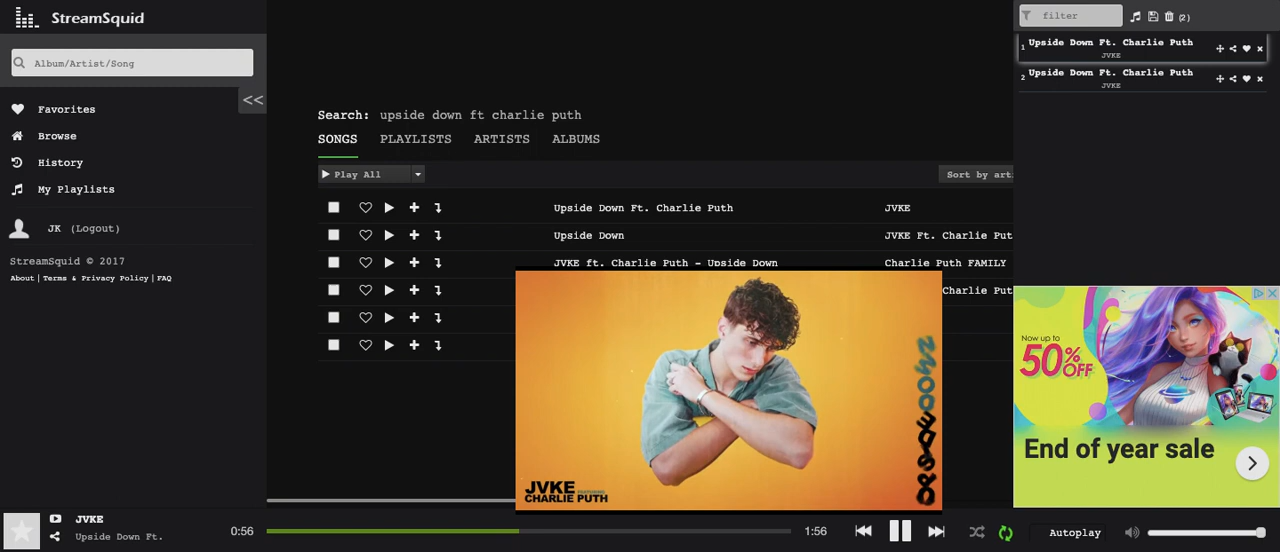 StreamSquid
Album/Artist/Song
<<
Favorites
Browse
History
My Playlists
JK (Logout)
StreamSquid © 2017
About | Terms & Privacy Policy | FAQ
Search: upside down ft charlie puth
SONGS PLAYLISTS ARTISTS ALBUMS
Play All
Sort by
Upside Down Ft. Charlie Puth JVKE
Upside Down JVKE Ft. Charlie Put
JVKE ft. Charlie Puth - Upside Down Charlie Puth FAMILY
Charlie Put
JVKE
FEATURING
CHARLIE PUTH
filter
(2)
1 Upside Down Ft. Charlie Puth
JVKE
2 Upside Down Ft. Charlie Puth
JVKE
Now up to
50%
OFF
End of year sale
JVKE
Upside Down Ft.
0:56
1:56
Autoplay